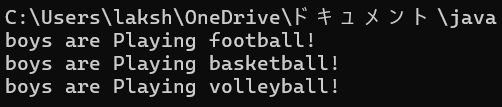 C:\Users\laksh\OneDrive\ドキュメント\java
boys are Playing football!
boys are Playing basketball!
boys are Playing volleyball!